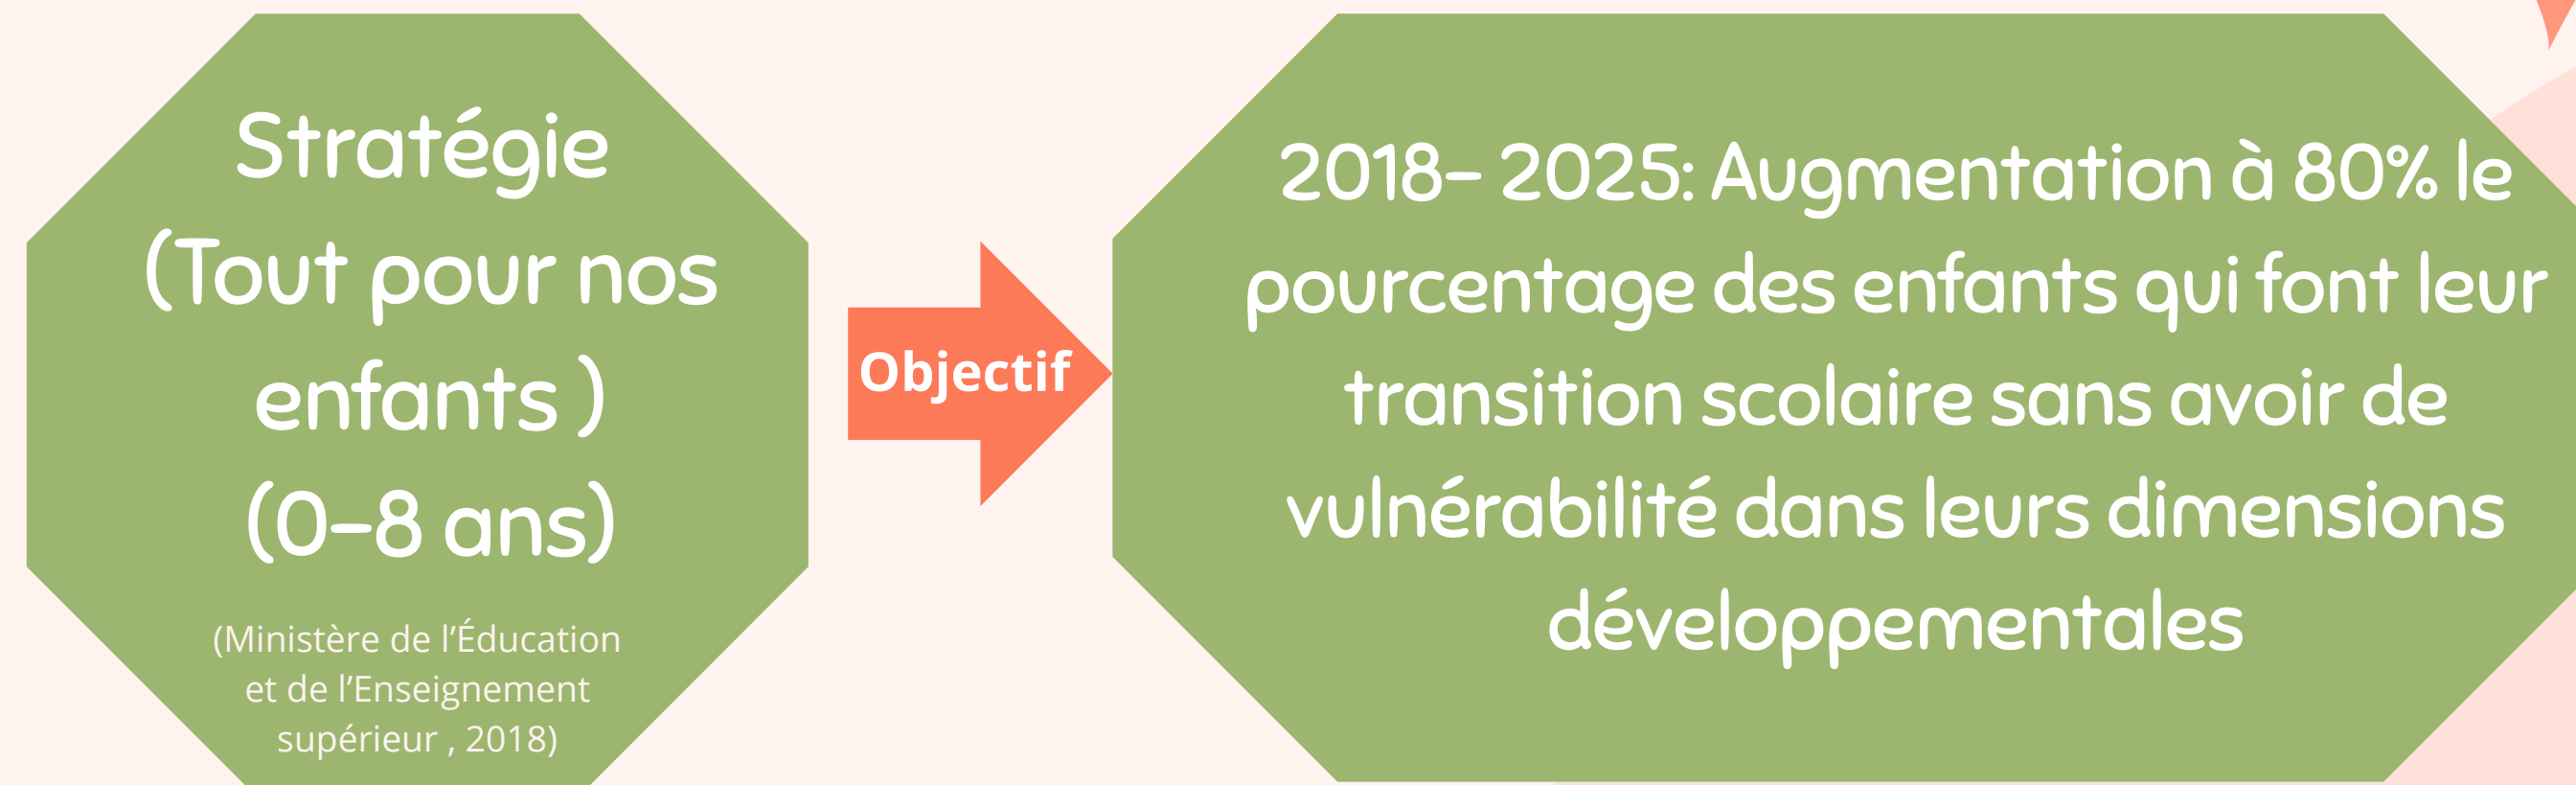 Stratégie
(Tout pour nos
enfants )
(0-8 ans)
(Ministère de l’Éducation
et de l’Enseignement
supérieur , 2018)
Objectif
2018- 2025: Augmentation à 80% le
pourcentage des enfants qui font leur
transition scolaire sans avoir de
vulnérabilité dans leurs dimensions
développementales